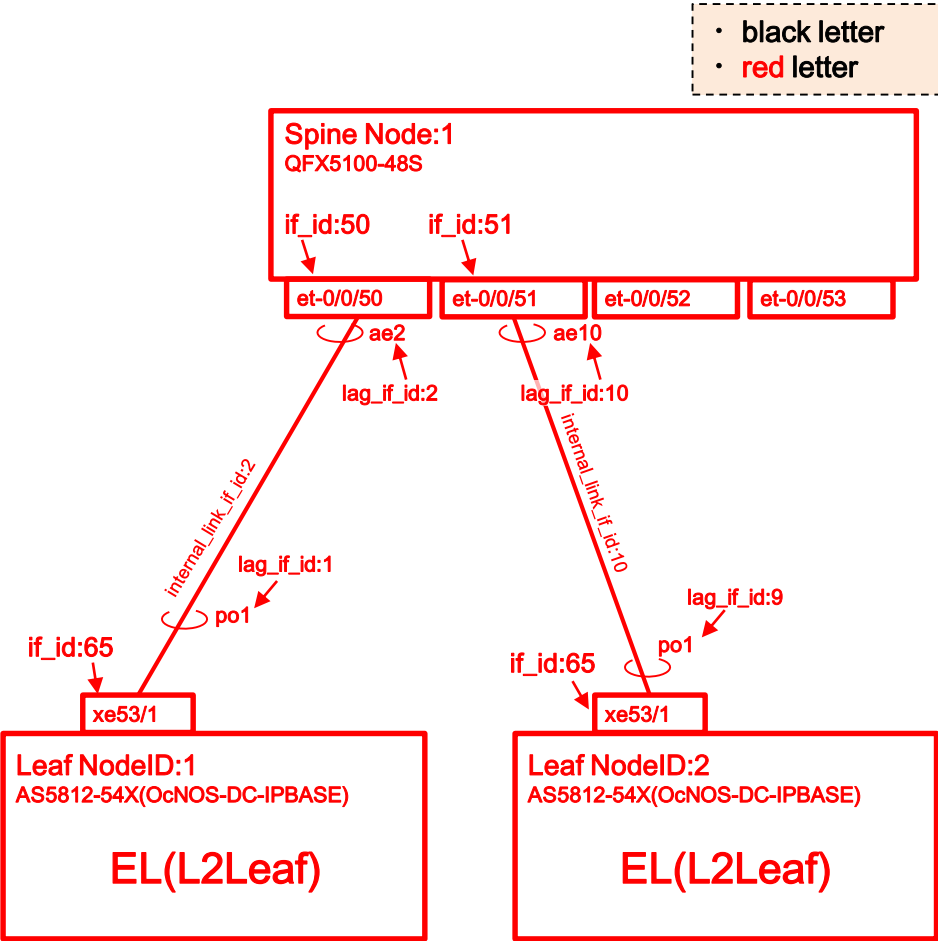 ・ black letter
・ red letter
Spine Node:1
QFX5100-48S
if_id:50
if_id:51
et-0/0/50
et-0/0/51
et-0/0/52
et-0/0/53
ae2
ae10
lag_if_id:2
lag_if_id:10
internal_link_if_id:2
internal_link_if_id:10
lag_if_id:1
po1
lag_if_id:9
po1
if_id:65
if_id:65
xe53/1
xe53/1
Leaf NodeID:1
AS5812-54X(OcNOS-DC-IPBASE)
EL(L2Leaf)
Leaf NodeID:2
AS5812-54X(OcNOS-DC-IPBASE)
EL(L2Leaf)